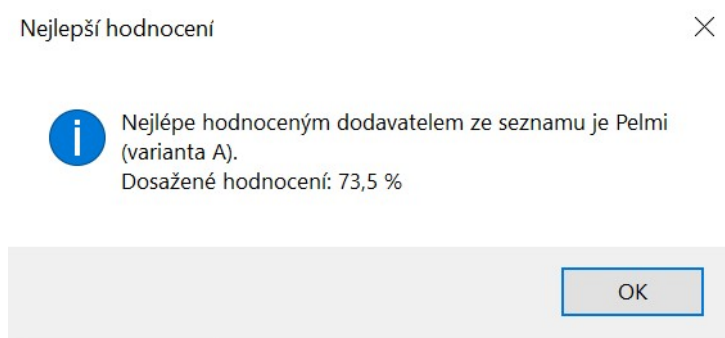 Nejlepší hodnocení
Nejlépe hodnoceným dodavatelem ze seznamu je Pelmi
(varianta A).
Dosažené hodnocení: 73,5 %
OK